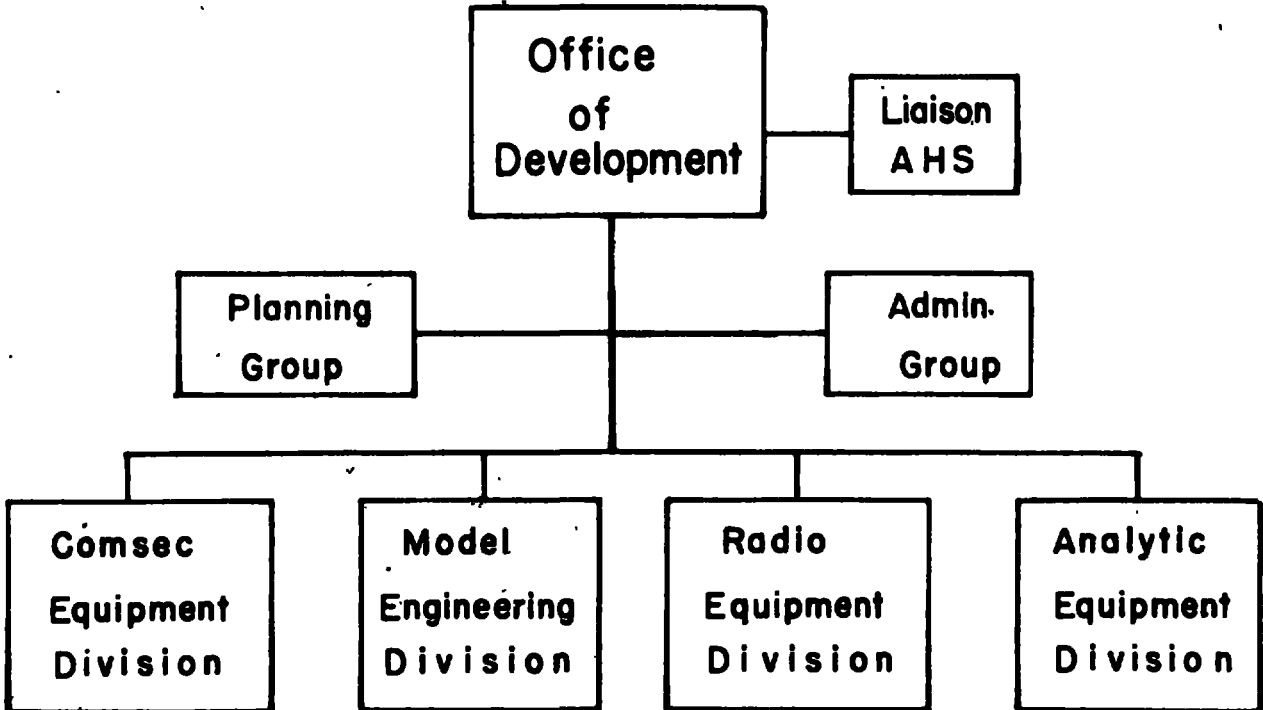 Office
of
Development
Liaison
AHS
Planning
Group
Admin.
Group
Comsec
Equipment
Division
Model
Engineering
Division
Radio
Equipment
Division
Analytic
Equipment
Division